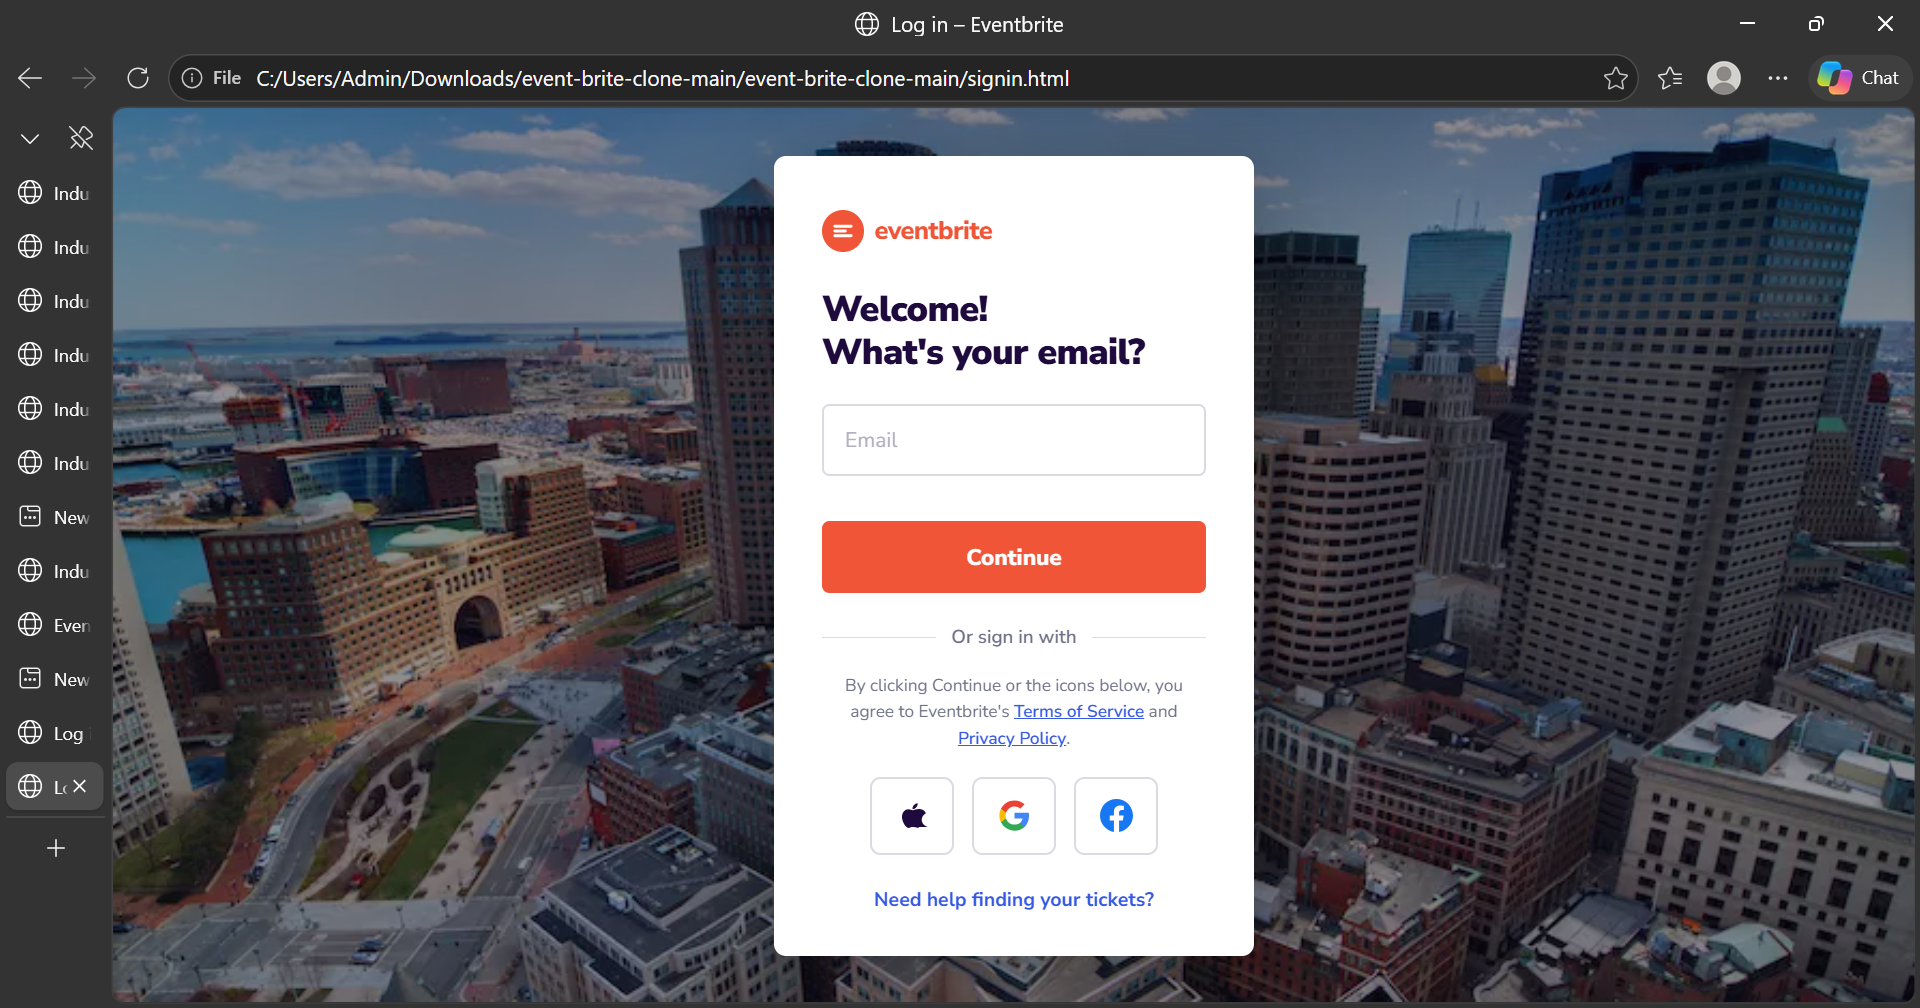 Log in – Eventbrite
File C:/Users/Admin/Downloads/event-brite-clone-main/event-brite-clone-main/signin.html
Chat
Indu
Indu
Indu
Indu
Indu
Indu
New
Indu
Even
New
Log
eventbrite
Welcome!
What's your email?
Email
Continue
Or sign in with
By clicking Continue or the icons below, you
agree to Eventbrite's Terms of Service and
Privacy Policy.
Need help finding your tickets?